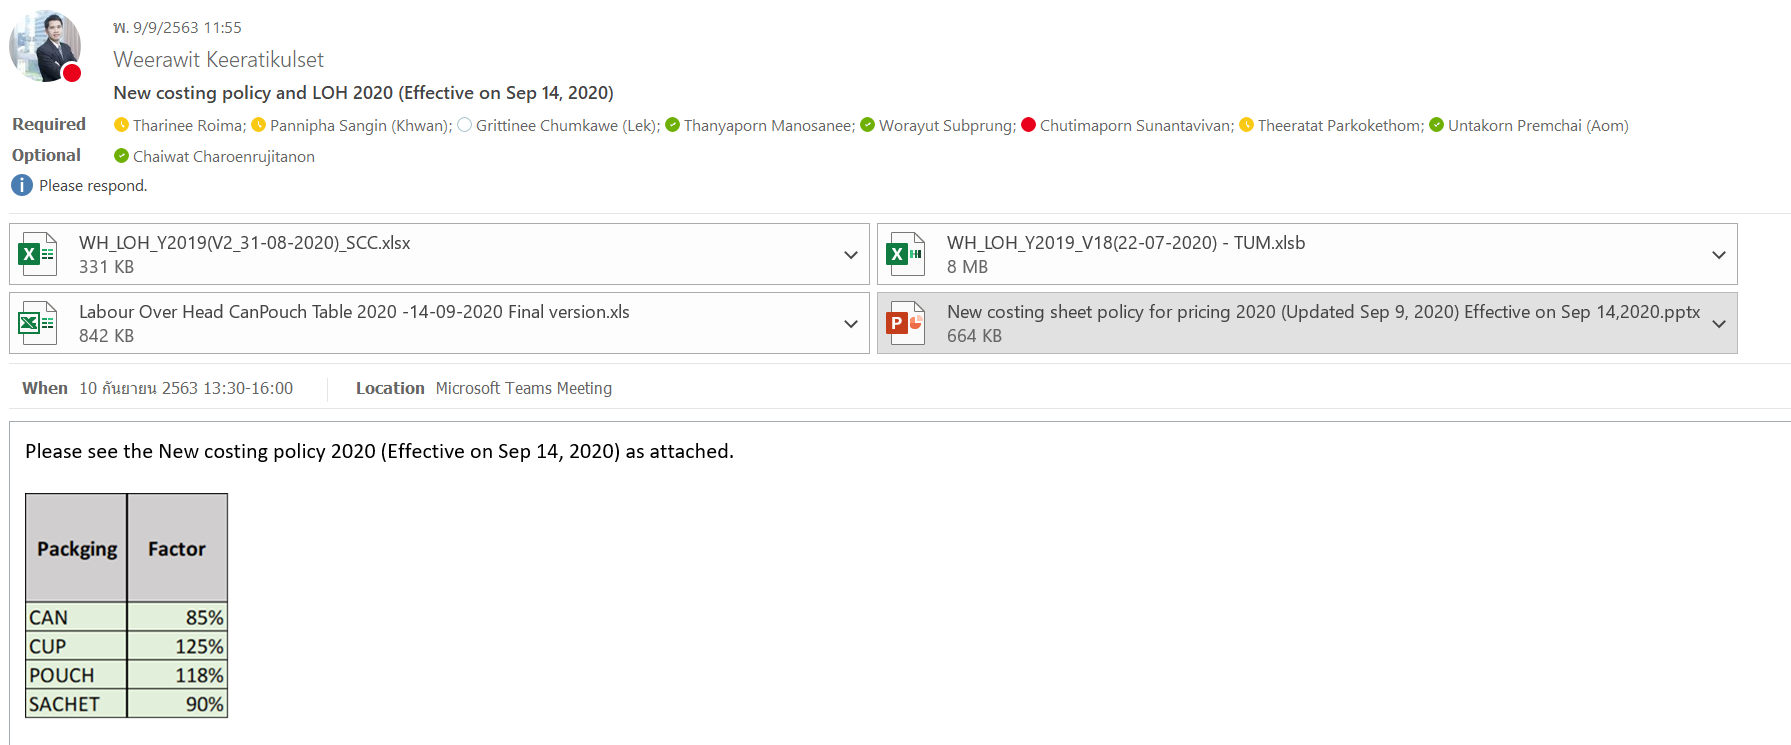 พ. 9/9/2563 11:55
Weerawit Keeratikulset
New costing policy and LOH 2020 (Effective on Sep 14, 2020)
Required Tharinee Roima; Pannipha Sangin (Khwan); Grittinee Chumkawe (Lek); Thanyaporn Manosanee; Worayut Subprung; Chutimaporn Sunantavivan; Theeratat Parkokethom; Untakorn Premchai (Aom)
Optional Chaiwat Charoenrujitanon
Please respond.
WH_LOH_Y2019(V2_31-08-2020)_SCC.xlsx
331 KB
WH_LOH_Y2019_V18(22-07-2020) - TUM.xlsb
8 MB
Labour Over Head CanPouch Table 2020 -14-09-2020 Final version.xls
842 KB
New costing sheet policy for pricing 2020 (Updated Sep 9, 2020) Effective on Sep 14,2020.pptx
664 KB
When 10 กันยายน 2563 13:30-16:00 Location Microsoft Teams Meeting
Please see the New costing policy 2020 (Effective on Sep 14, 2020) as attached.
Packging Factor
CAN 85%
CUP 125%
POUCH 118%
SACHET 90%